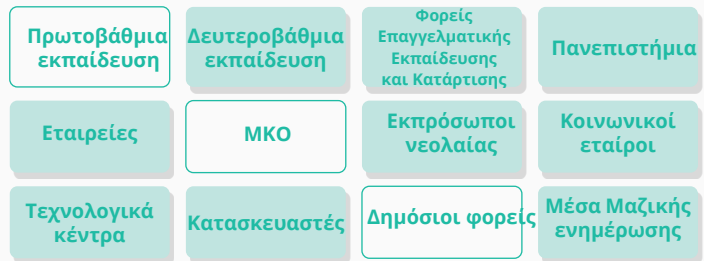 Πρωτοβάθμια
εκπαίδευση
Δευτεροβάθμια
εκπαίδευση
Φορείς
Επαγγελματικής
Εκπαίδευσης
και Κατάρτισης
Πανεπιστήμια
Εταιρείες
ΜΚΟ
Εκπρόσωποι
νεολαίας
Κοινωνικοί
εταίροι
Τεχνολογικά
κέντρα
Κατασκευαστές
Δημόσιοι φορείς
Μέσα Μαζικής
ενημέρωσης